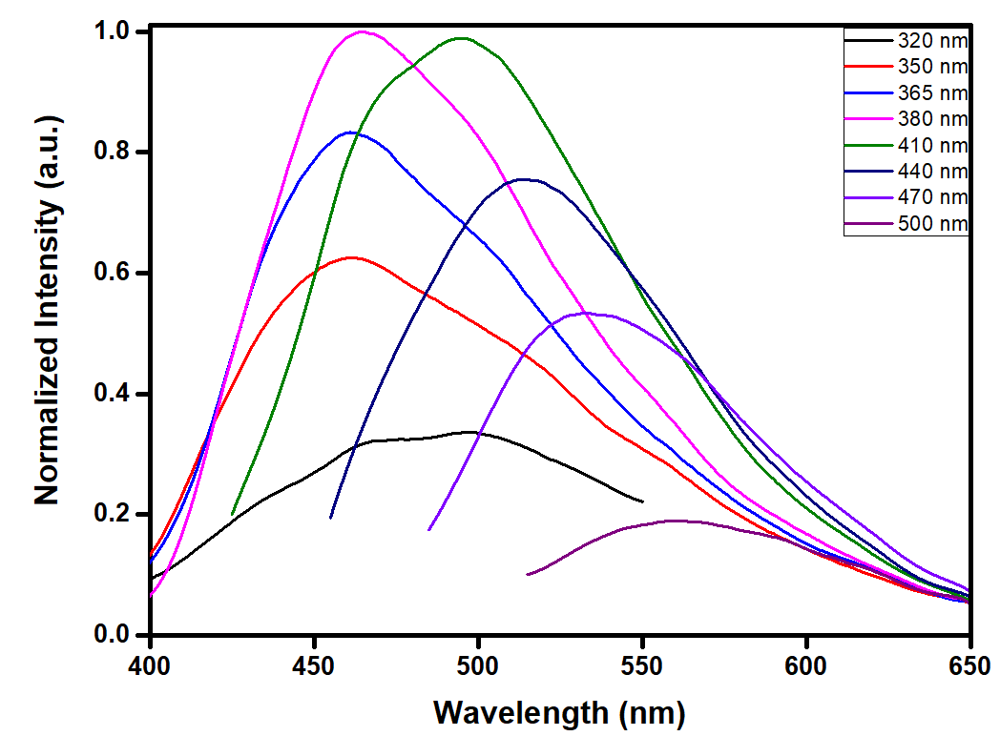 Normalized Intensity (a.u.)
1.0
0.8
0.6
0.4
0.2
0.0
320 nm
350 nm
365 nm
380 nm
410 nm
440 nm
470 nm
500 nm
400 450 500 550 600 650
Wavelength (nm)